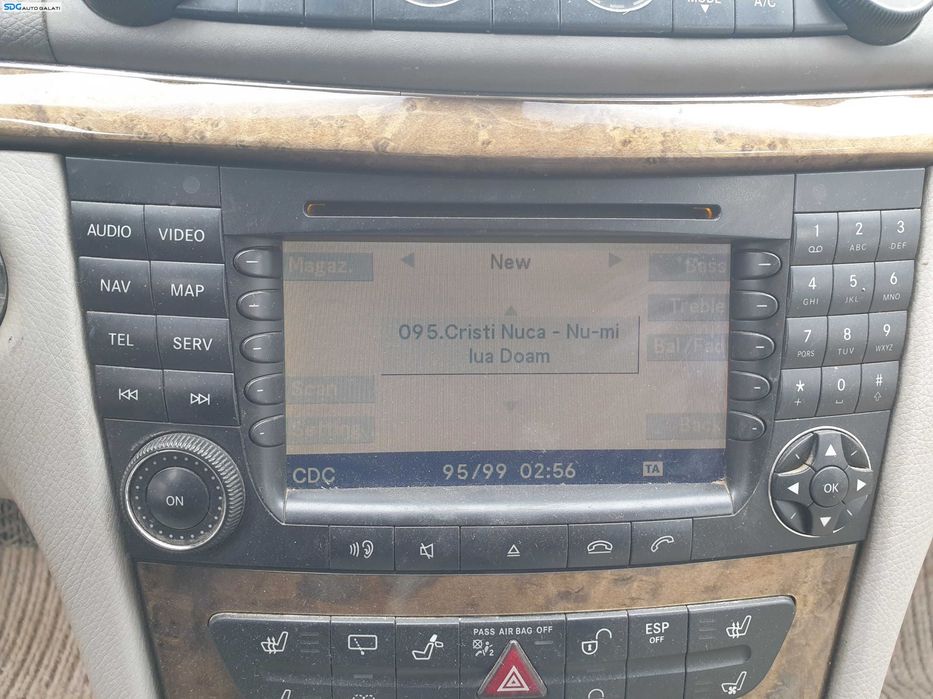 SDG AUTO GALATI
MODE
A/C
AUDIO
VIDEO
NAV
MAP
TEL
SERV
ON
Magaz.
New
Bass
Treble
095.Cristi Nuca - Nu-mi
lua Doam
Bal/Fad
Scan
Setting
Back
CDC
95/99 02:56
TA
1
2 ABC
3 DEF
4 GHI
5 JKL
6 MNO
7 PQRS
8 TUV
9 WXYZ
* +
0
#
OK
PASS AIR BAG OFF
2
ESP
OFF